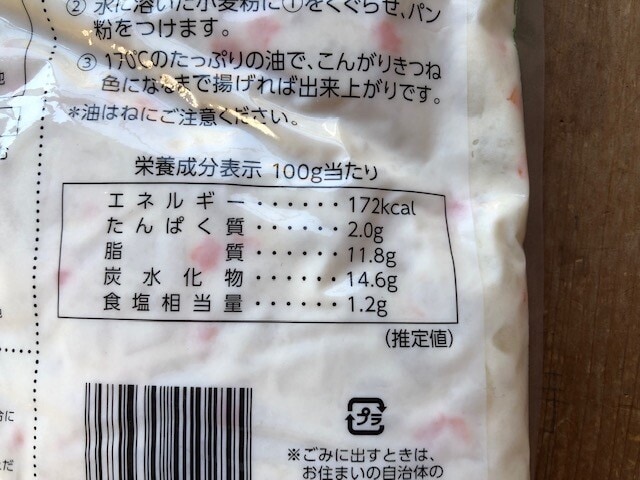 ② 水に溶いた小麦粉に①をくぐらせ、パン
粉をつけます。
③ 170℃のたっぷりの油で、こんがりきつね
色になるまで揚げれば出来上がりです。
*油はねにご注意ください。
栄養成分表示 100g当たり
エネルギー・・・・・・172kcal
たんぱく質・・・・・・2.0g
脂質・・・・・・11.8g
炭水化物・・・・・・14.6g
食塩相当量・・・・・・1.2g
(推定値)
プラ
※ごみに出すときは、
お住まいの自治体の